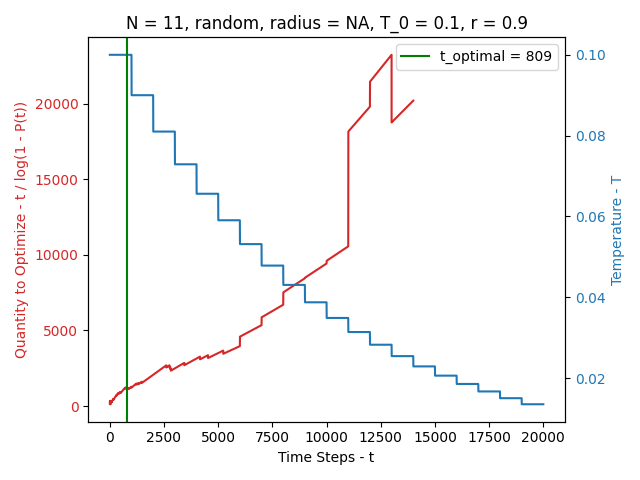 N = 11, random, radius = NA, T_0 = 0.1, r = 0.9
t_optimal = 809
Quantity to Optimize - t / log(1 - P(t))
20000
15000
10000
5000
0
0.10
0.08
0.06
0.04
0.02
Temperature - T
0 2500 5000 7500 10000 12500 15000 17500 20000
Time Steps - t